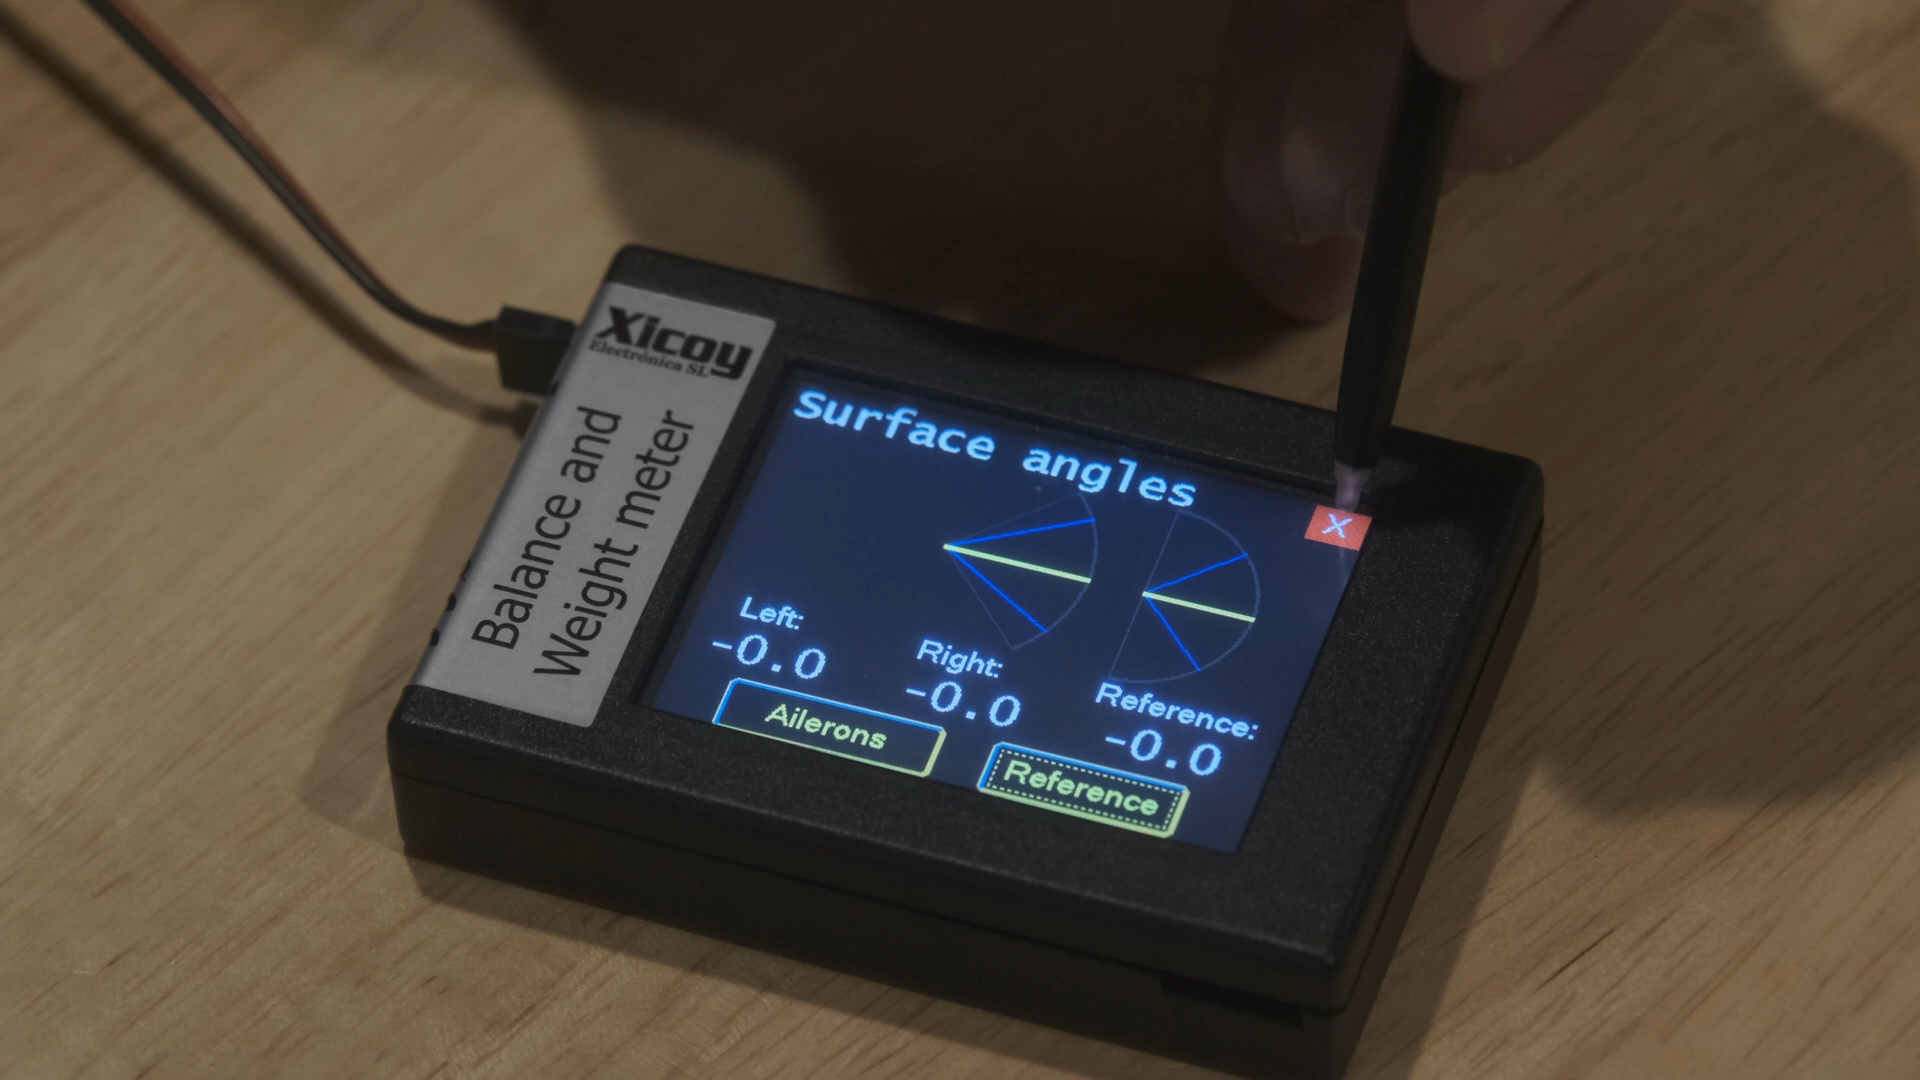 Xicoy
Electrónica SL
Balance and
Weight meter
Surface angles
X
Left:
-0.0
Right:
-0.0
Reference:
-0.0
Ailerons
Reference